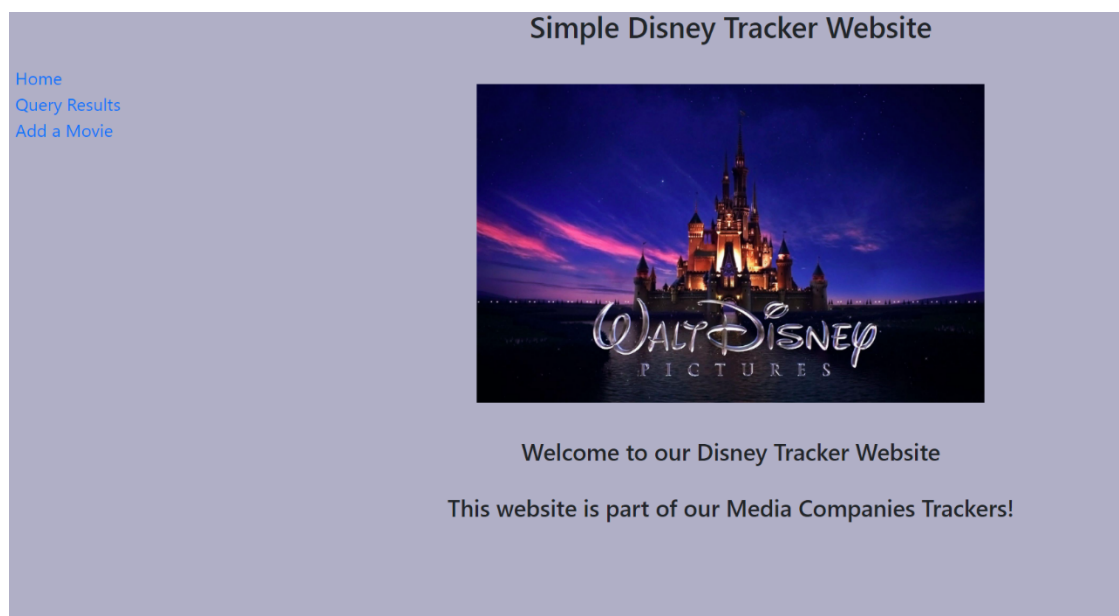 Simple Disney Tracker Website
Home
Query Results
Add a Movie
WALT DISNEY
PICTURES
Welcome to our Disney Tracker Website
This website is part of our Media Companies Trackers!